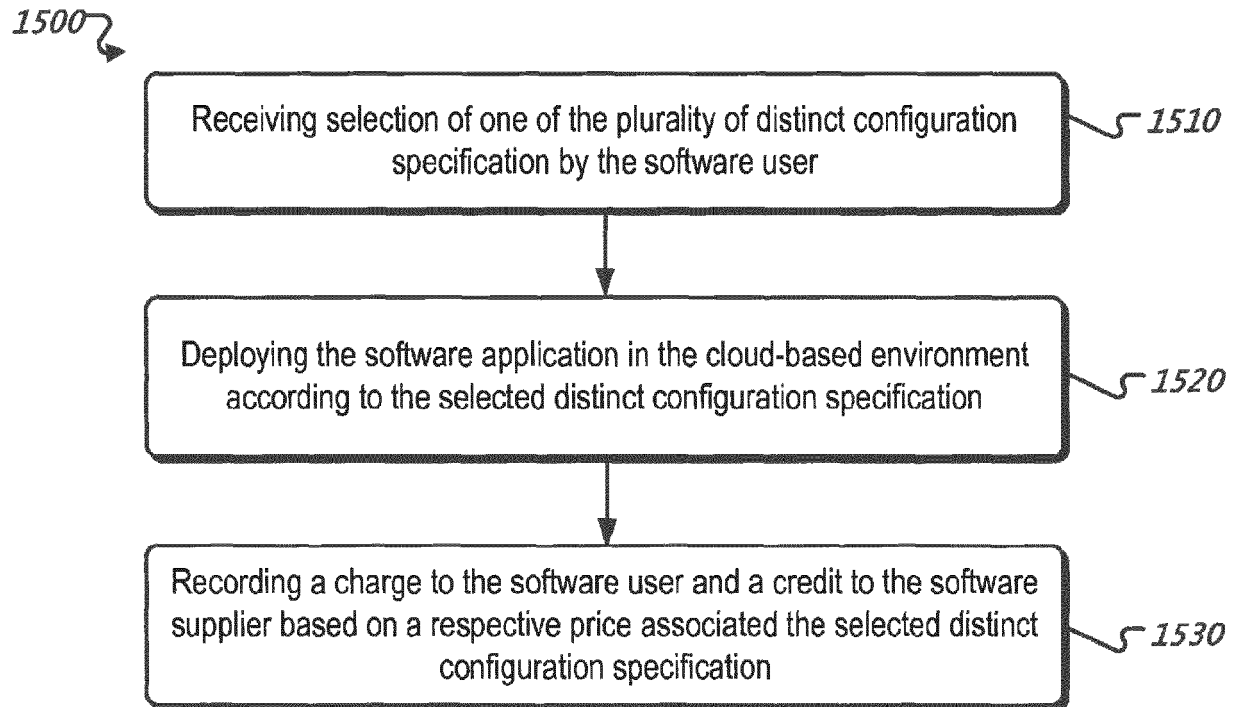 1500
Receiving selection of one of the plurality of distinct configuration
specification by the software user
1510
Deploying the software application in the cloud-based environment
according to the selected distinct configuration specification
1520
Recording a charge to the software user and a credit to the software
supplier based on a respective price associated the selected distinct
configuration specification
1530